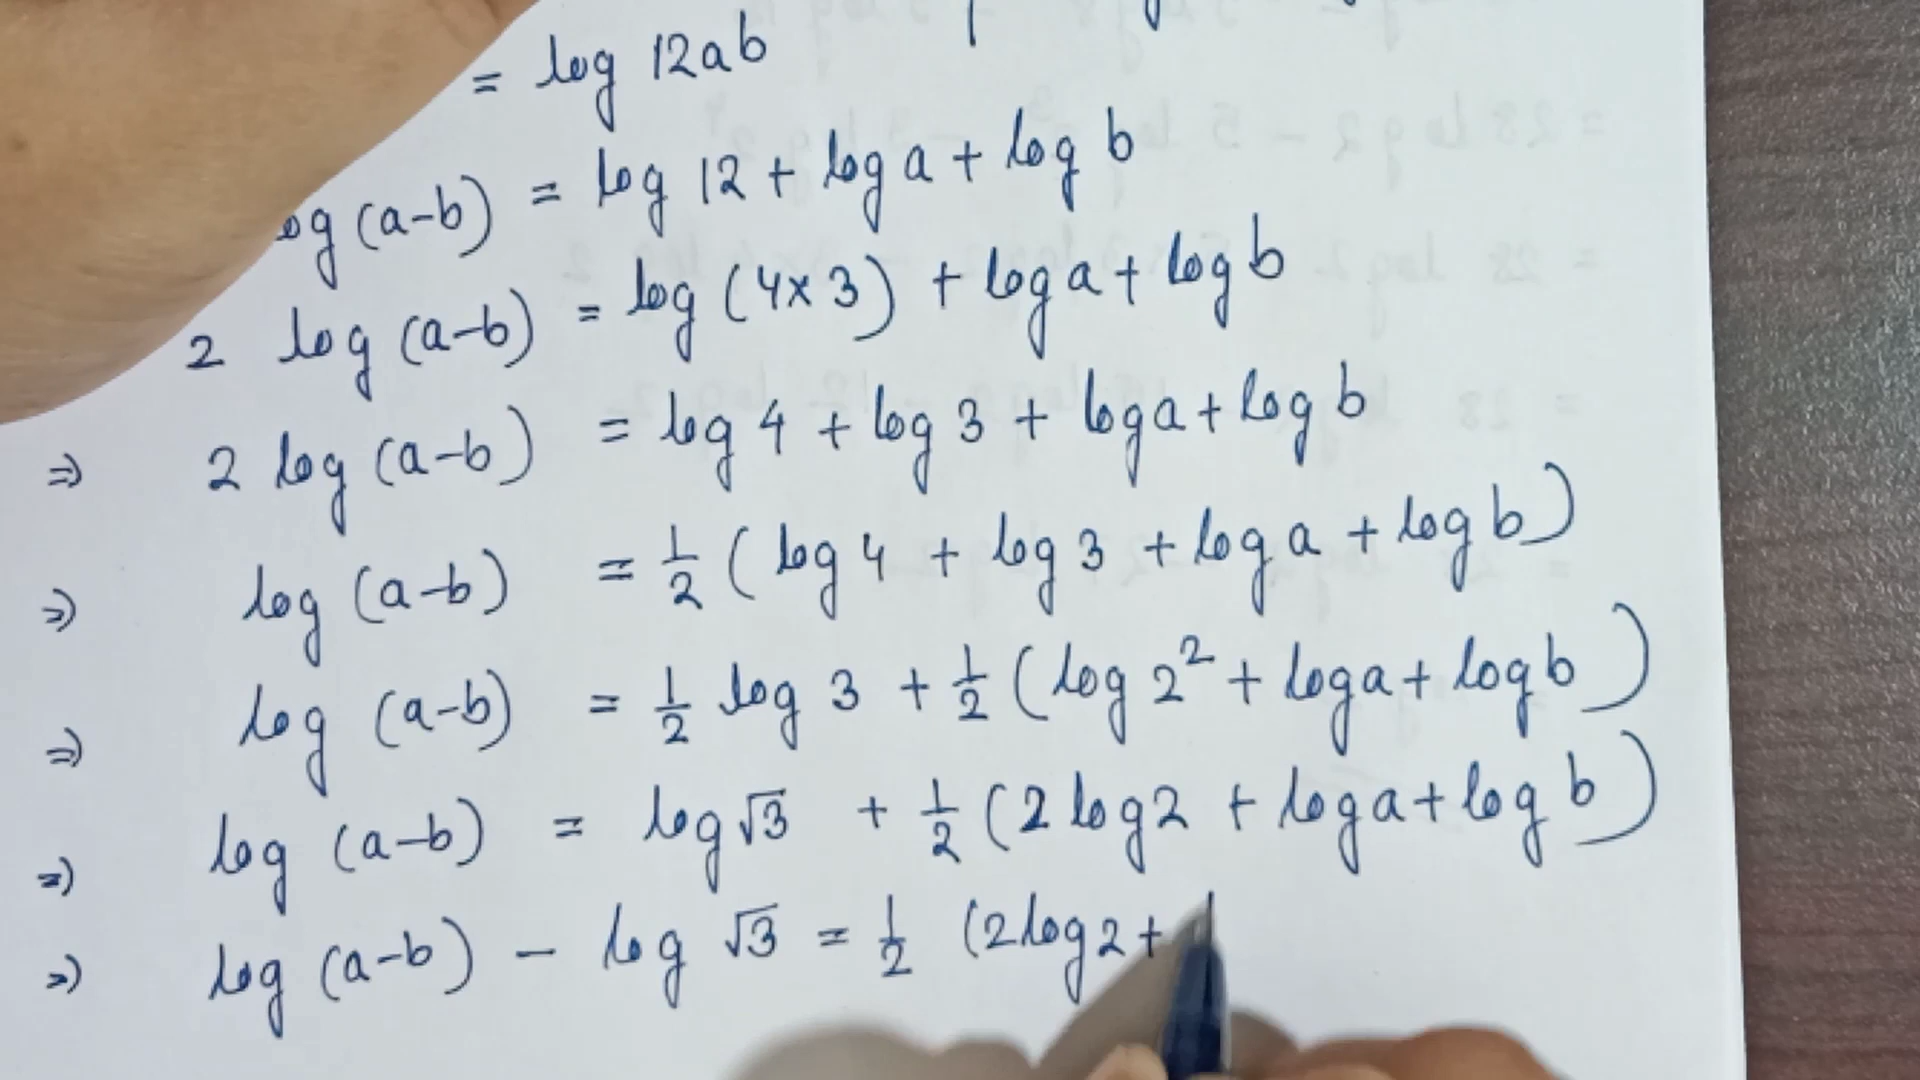 = log 12ab
og (a-b) = log 12 + log a + log b
2 log (a-b) = log (4×3) + log a + log b
⇒ 2 log (a-b) = log 4 + log 3 + log a + log b
⇒ log (a-b) = 1/2 (log 4 + log 3 + log a + log b)
⇒ log (a-b) = 1/2 log 3 + 1/2 (log 2² + log a + log b)
⇒ log (a-b) = log √3 + 1/2 (2 log 2 + log a + log b)
⇒ log (a-b) - log √3 = 1/2 (2 log 2 +